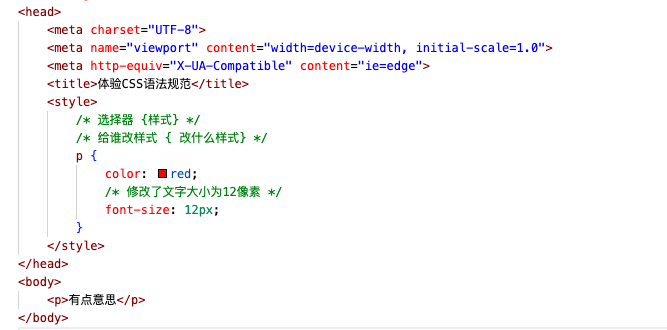 <head>
    <meta charset="UTF-8">
    <meta name="viewport" content="width=device-width, initial-scale=1.0">
    <meta http-equiv="X-UA-Compatible" content="ie=edge">
    <title>体验CSS语法规范</title>
    <style>
        /* 选择器 {样式} */
        /* 给谁改样式 { 改什么样式} */
        p {
            color: red;
            /* 修改了文字大小为12像素 */
            font-size: 12px;
        }
    </style>
</head>
<body>
    <p>有点意思</p>
</body>